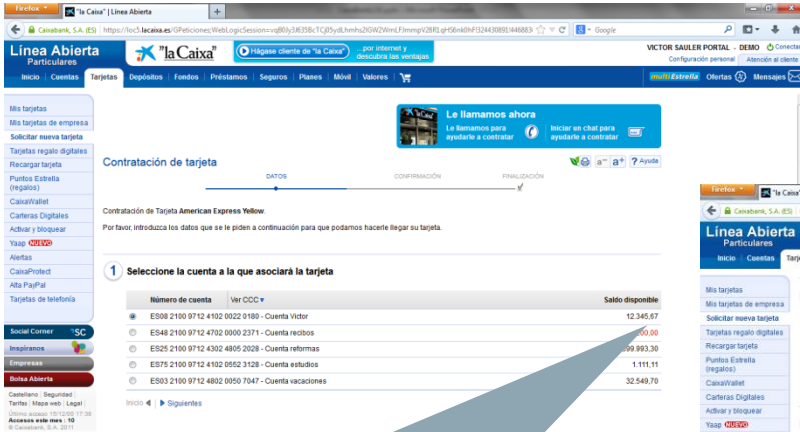 Firefox
"la Caixa" | Línea Abierta
+
Caixabank, S.A. (ES)
Google
Línea Abierta
Particulares
"la Caixa"
Hágase cliente de "la Caixa"
...por internet y
descubra las ventajas
VICTOR SAULER PORTAL - DEMO
Conectar
Configuración personal
Atención al cliente
Inicio Cuentas Tarjetas Depósitos Fondos Préstamos Seguros Planes Móvil Valores
multiEstrella Ofertas Mensajes
Mis tarjetas
Mis tarjetas de empresa
Solicitar nueva tarjeta
Tarjetas regalo digitales
Recargar tarjeta
Puntos Estrella
(regalos)
CaixaWallet
Carteras Digitales
Activar y bloquear
Yaap NUEVO
Alertas
CaixaProtect
Alta PayPal
Tarjetas de telefonía
Social Corner SC
Inspíranos
Empresas
Bolsa Abierta
Castellano | Seguridad
Tarifas | Mapa web | Legal
Último acceso 15/12/88 17:38
Accesos este mes : 10
© Caixabank, S.A. 2011
Le llamamos ahora
Le llamamos para
ayudarle a contratar
Iniciar un chat para
ayudarle a contratar
Contratación de tarjeta
a- a+ ? Ayuda
DATOS
CONFIRMACIÓN
FINALIZACIÓN
Contratación de Tarjeta American Express Yellow.
Por favor, introduzca los datos que se le piden a continuación para que podamos hacerle llegar su tarjeta.
1 Seleccione la cuenta a la que asociará la tarjeta
Número de cuenta Ver CCC Saldo disponible
ES08 2100 9712 4102 0022 0180 - Cuenta Victor 12.345,67
ES48 2100 9712 4702 0000 2371 - Cuenta recibos
ES25 2100 9712 4302 4805 2028 - Cuenta reformas
ES75 2100 9712 4102 0552 3128 - Cuenta estudios 1.111,11
ES03 2100 9712 4802 0050 7047 - Cuenta vacaciones 32.549,70
Inicio Siguientes
Firefox
"la Caixa"
Caixabank, S.A. (ES)
Línea Abierta
Particulares
Inicio Cuentas
Mis tarjetas
Mis tarjetas de empresa
Solicitar nueva tarjeta
Tarjetas regalo digitales
Recargar tarjeta
Puntos Estrella
(regalos)
CaixaWallet
Carteras Digitales
Activar y bloquear
Yaap NUEVO